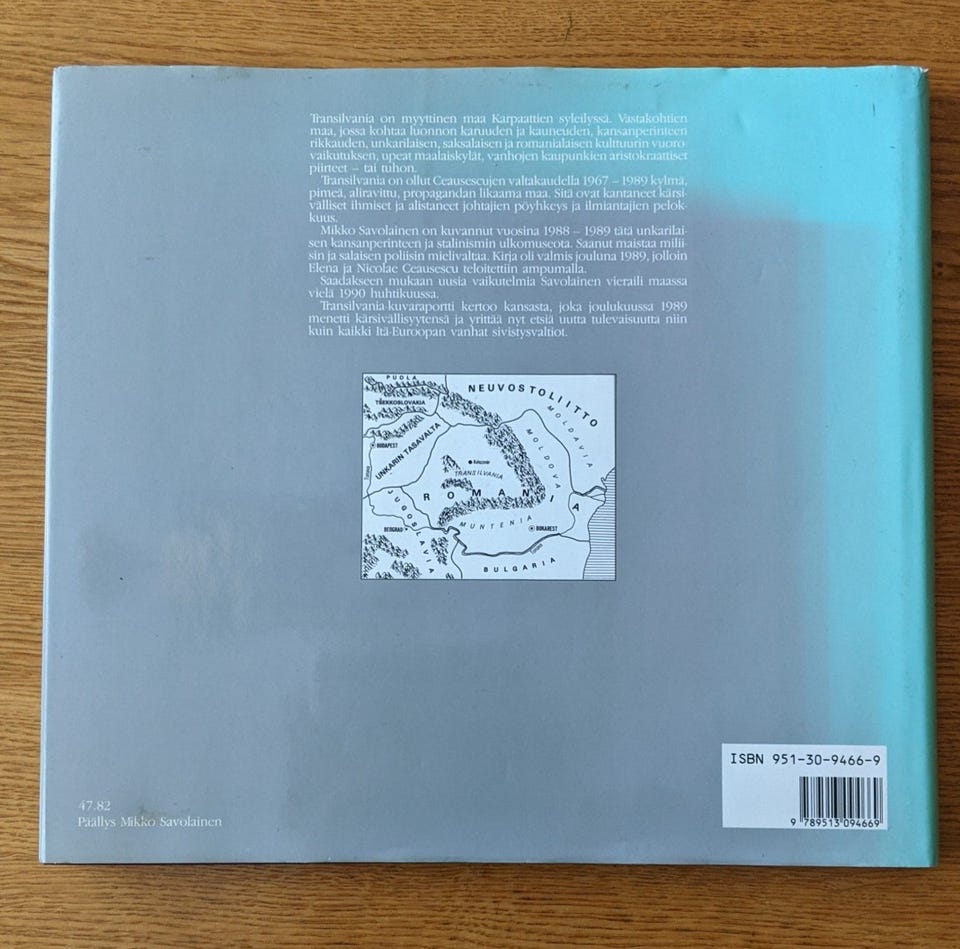 Transilvania on myyttinen maa Karpaattien syleilyssä. Vastakohtien
maa, jossa kohtaa luonnon karuuden ja kauneuden, kansanperinteen
rikkauden, unkarilaisen, saksalaisen ja romanialaisen kulttuurin vuoro-
vaikutuksen, upeat maalaiskylät, vanhojen kaupunkien aristokraattiset
piirteet – tai tuhon.
Transilvania on ollut Ceausescujen valtakaudella 1967 – 1989 kylmä,
pimeä, aliravittu, propagandan likaama maa. Sitä ovat kantaneet kärsi-
välliset ihmiset ja alistaneet johtajien pöyhkeys ja ilmiantajien pelok-
kuus.
Mikko Savolainen on kuvannut vuosina 1988 – 1989 tätä unkarilai-
sen kansanperinteen ja stalinismin ulkomuseota. Saanut maistaa milii-
sin ja salaisen poliisin mielivaltaa. Kirja oli valmis jouluna 1989, jolloin
Elena ja Nicolae Ceausescu teloitettiin ampumalla.
Saadakseen mukaan uusia vaikutelmia Savolainen vieraili maassa
vielä 1990 huhtikuussa.
Transilvania-kuvaraportti kertoo kansasta, joka joulukuussa 1989
menetti kärsivällisyytensä ja yrittää nyt etsiä uutta tulevaisuutta niin
kuin kaikki Itä-Euroopan vanhat sivistysvaltiot.
PUOLA
NEUVOSTOLIITTO
TŠEKKOSLOVAKIA
MOLDAVIA
BUDAPEST
UNKARIN TASAVALTA
MOLDOVA
TRANSILVANIA
ROMANIA
JUGOSLAVIA
MUNTENIA
BEOGRAD
BUKAREST
Tonava
BULGARIA
ISBN 951-30-9466-9
9 789513 094669
47.82
Päällys Mikko Savolainen